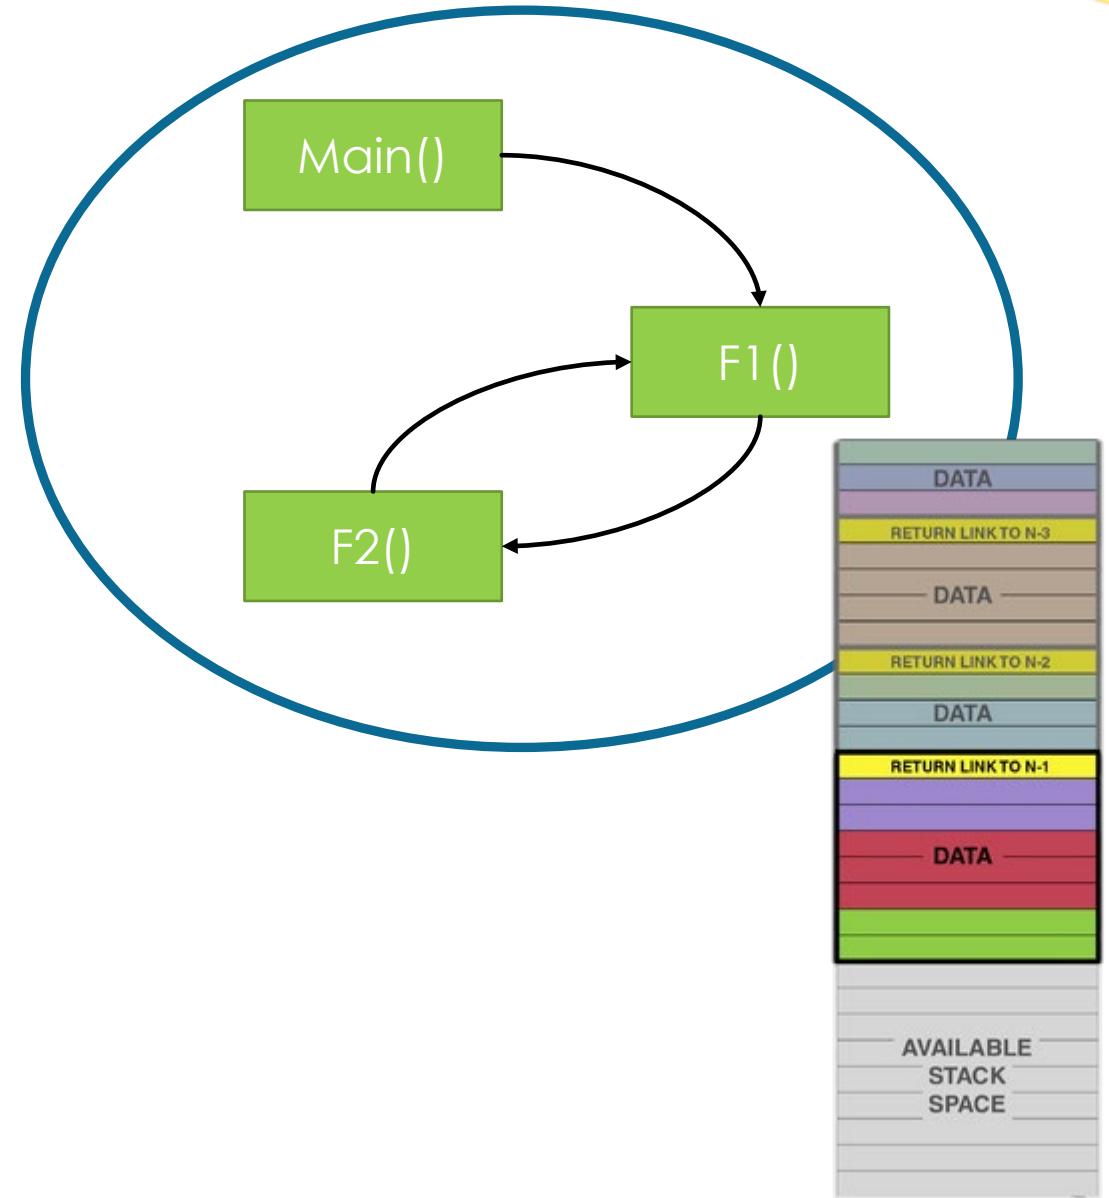 Main()
F1()
F2()
DATA
RETURN LINK TO N-3
DATA
RETURN LINK TO N-2
DATA
RETURN LINK TO N-1
DATA
AVAILABLE
STACK
SPACE